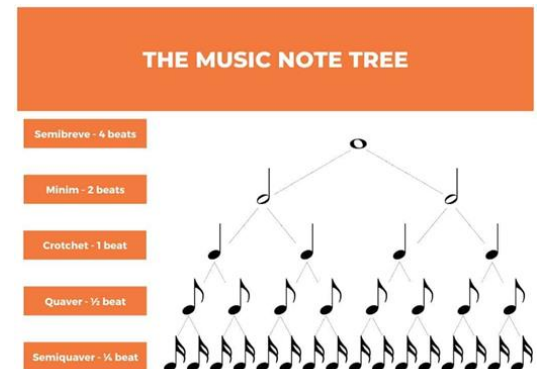 THE MUSIC NOTE TREE
Semibreve - 4 beats
Minim - 2 beats
Crotchet - 1 beat
Quaver - ½ beat
Semiquaver - ¼ beat